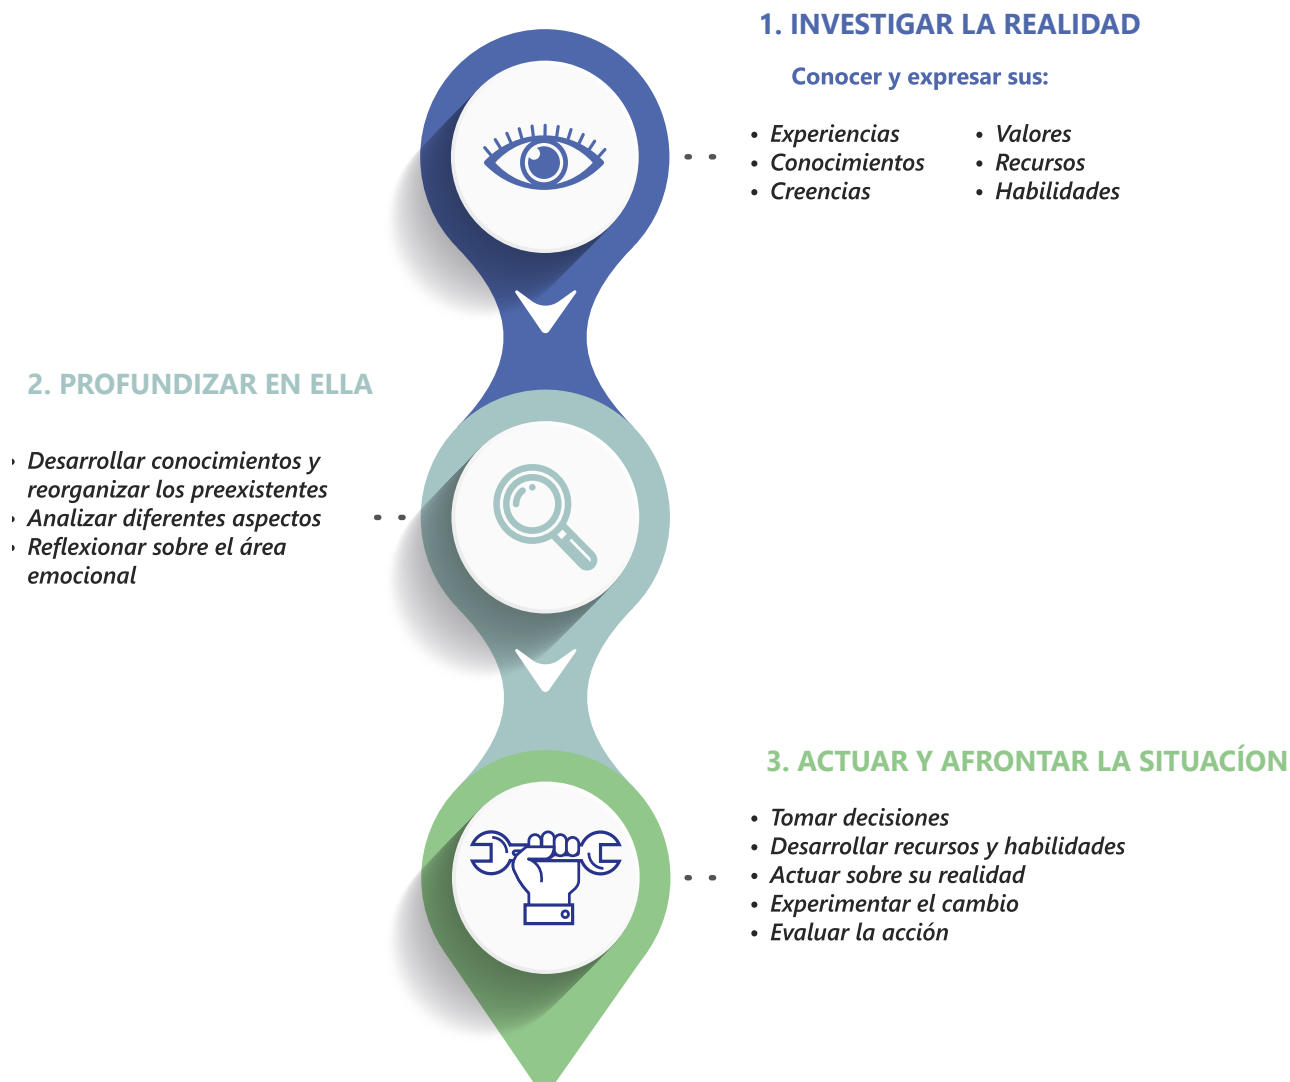 1. INVESTIGAR LA REALIDAD
Conocer y expresar sus:
• Experiencias
• Conocimientos
• Creencias
• Valores
• Recursos
• Habilidades
2. PROFUNDIZAR EN ELLA
• Desarrollar conocimientos y
reorganizar los preexistentes
• Analizar diferentes aspectos
• Reflexionar sobre el área
emocional
3. ACTUAR Y AFRONTAR LA SITUACÍON
• Tomar decisiones
• Desarrollar recursos y habilidades
• Actuar sobre su realidad
• Experimentar el cambio
• Evaluar la acción